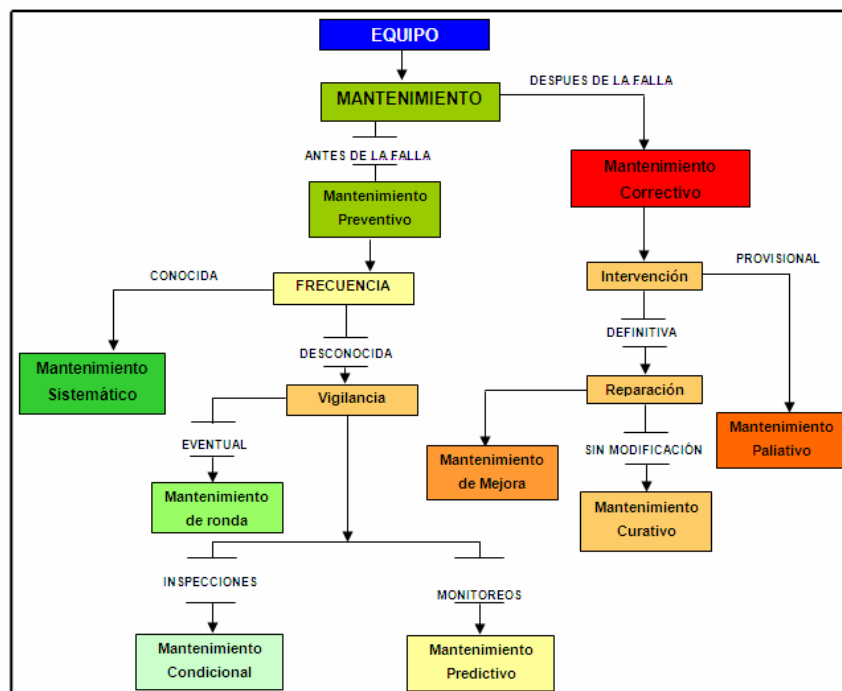 EQUIPO
DESPUES DE LA FALLA
MANTENIMIENTO
ANTES DE LA FALLA
Mantenimiento
Correctivo
Mantenimiento
Preventivo
PROVISIONAL
CONOCIDA
FRECUENCIA
Intervención
DEFINITIVA
DESCONOCIDA
Mantenimiento
Sistemático
Vigilancia
Reparación
Mantenimiento
Paliativo
EVENTUAL
SIN MODIFICACIÓN
Mantenimiento
de Mejora
Mantenimiento
de ronda
Mantenimiento
Curativo
INSPECCIONES
MONITOREOS
Mantenimiento
Condicional
Mantenimiento
Predictivo